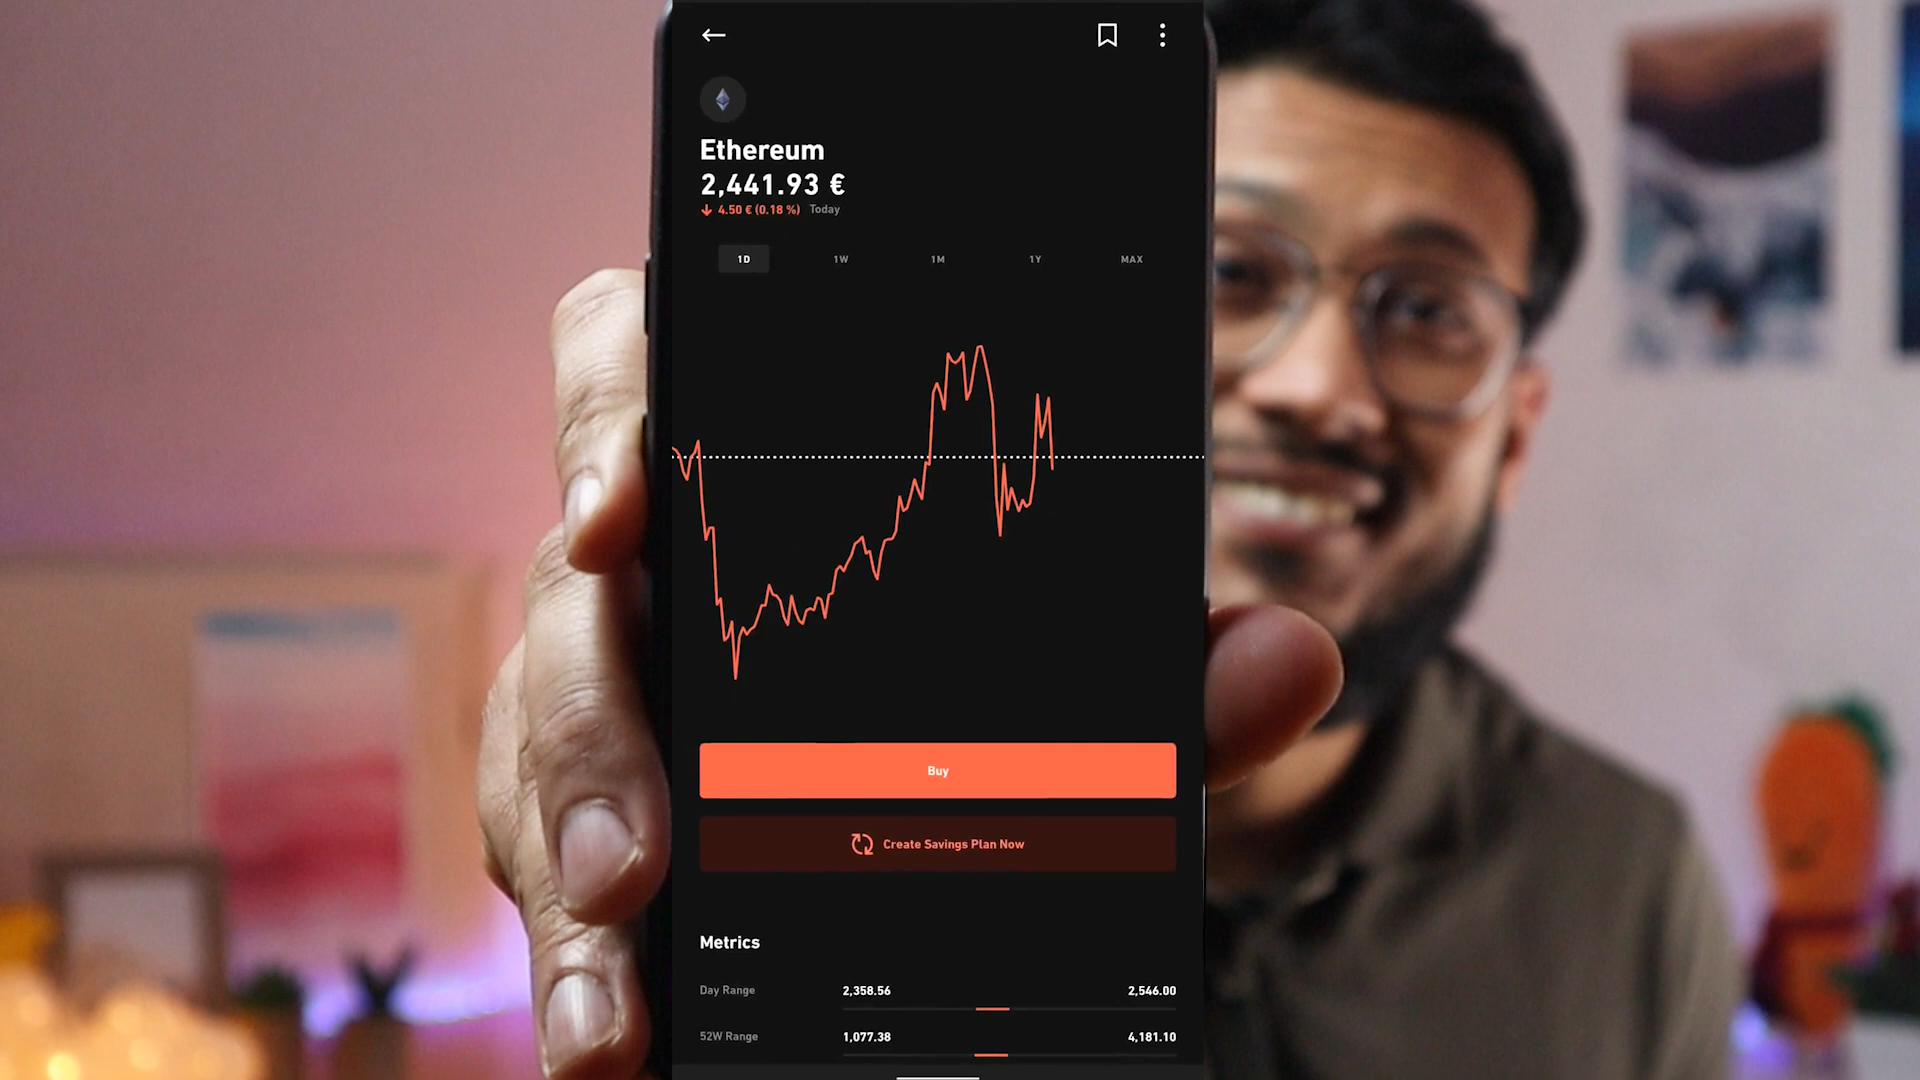 Ethereum
2,441.93 €
4.50 € (0.18 %) Today
1D 1W 1M 1Y MAX
Buy
Create Savings Plan Now
Metrics
Day Range 2,358.56 2,546.00
52W Range 1,077.38 4,181.10